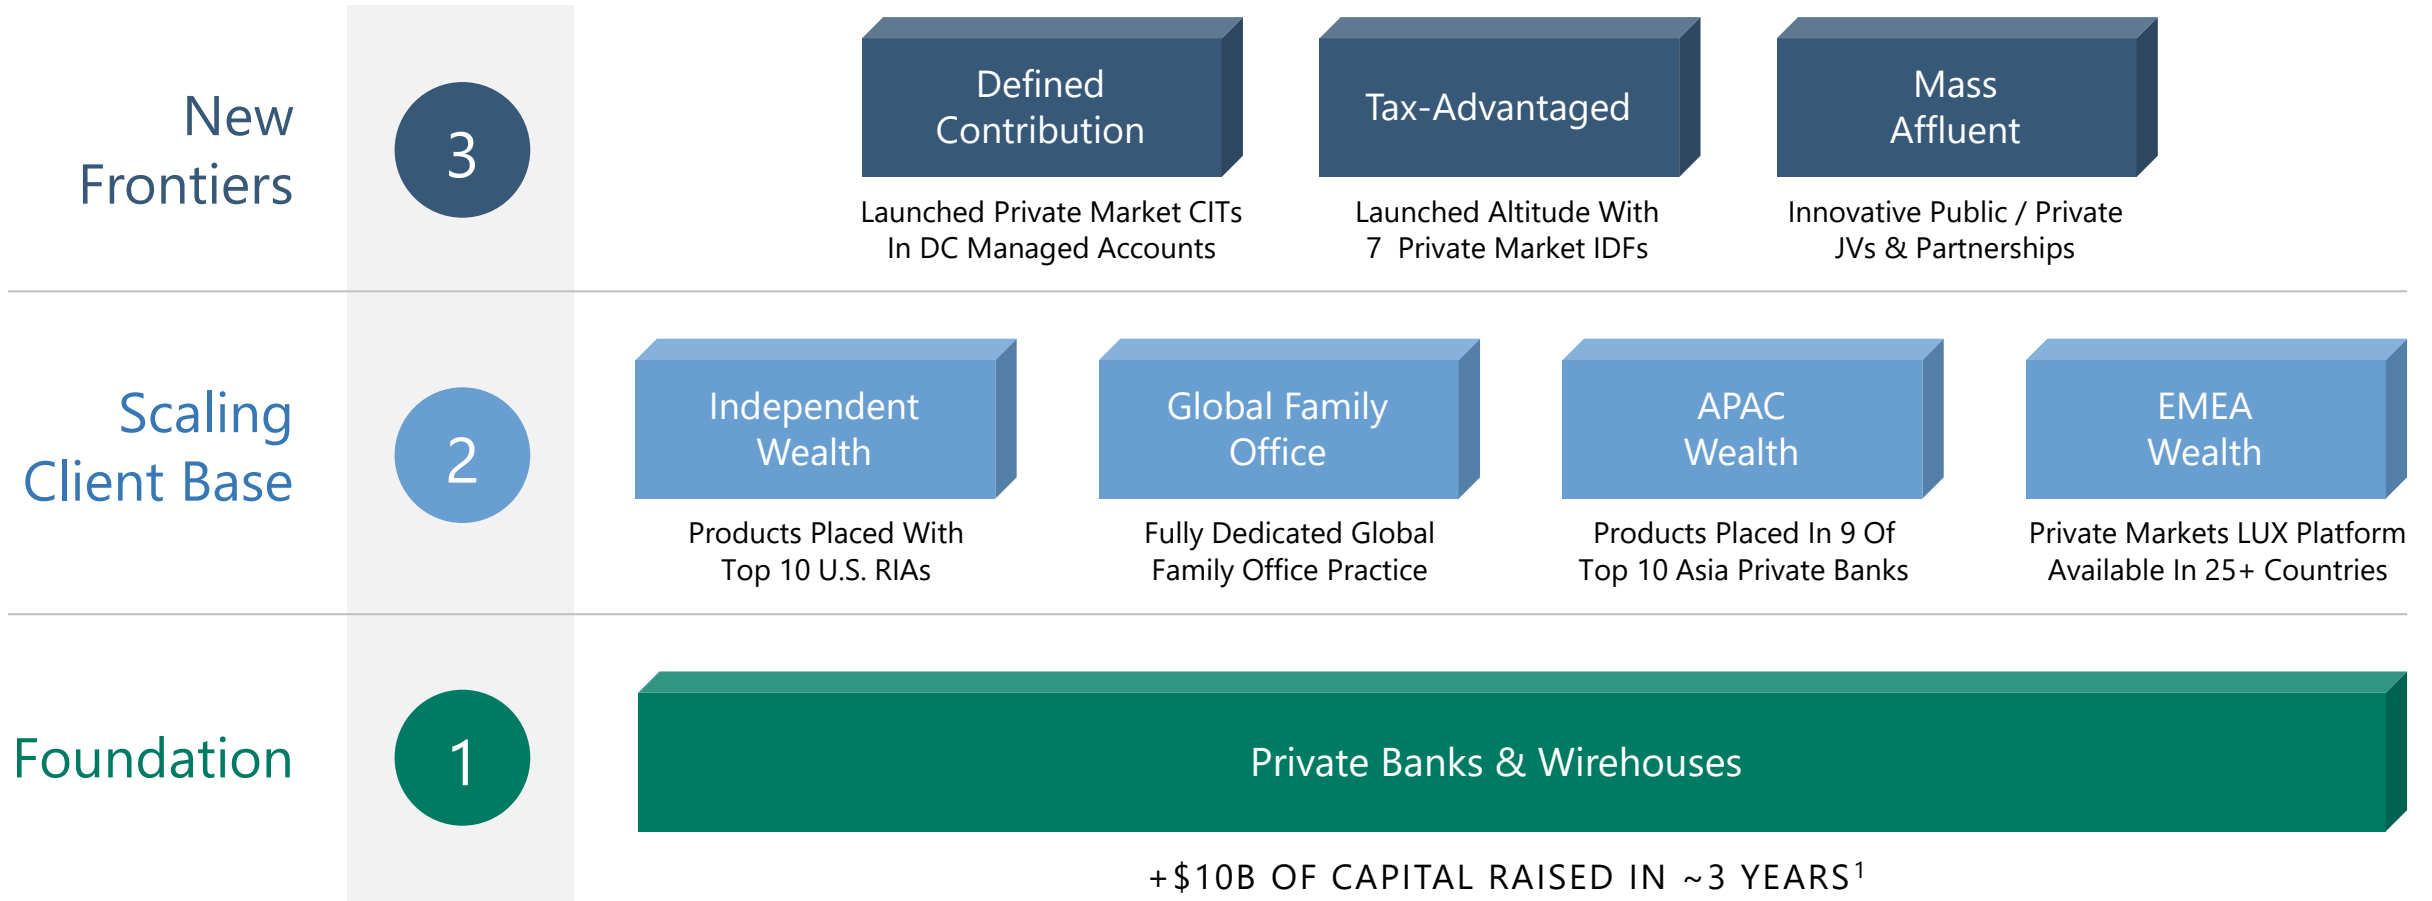 New
Frontiers
3
Defined
Contribution
Launched Private Market CITs
In DC Managed Accounts
Tax-Advantaged
Launched Altitude With
7 Private Market IDFs
Mass
Affluent
Innovative Public / Private
JVs & Partnerships
Scaling
Client Base
2
Independent
Wealth
Products Placed With
Top 10 U.S. RIAs
Global Family
Office
Fully Dedicated Global
Family Office Practice
APAC
Wealth
Products Placed In 9 Of
Top 10 Asia Private Banks
EMEA
Wealth
Private Markets LUX Platform
Available In 25+ Countries
Foundation
1
Private Banks & Wirehouses
+$10B OF CAPITAL RAISED IN ~3 YEARS¹